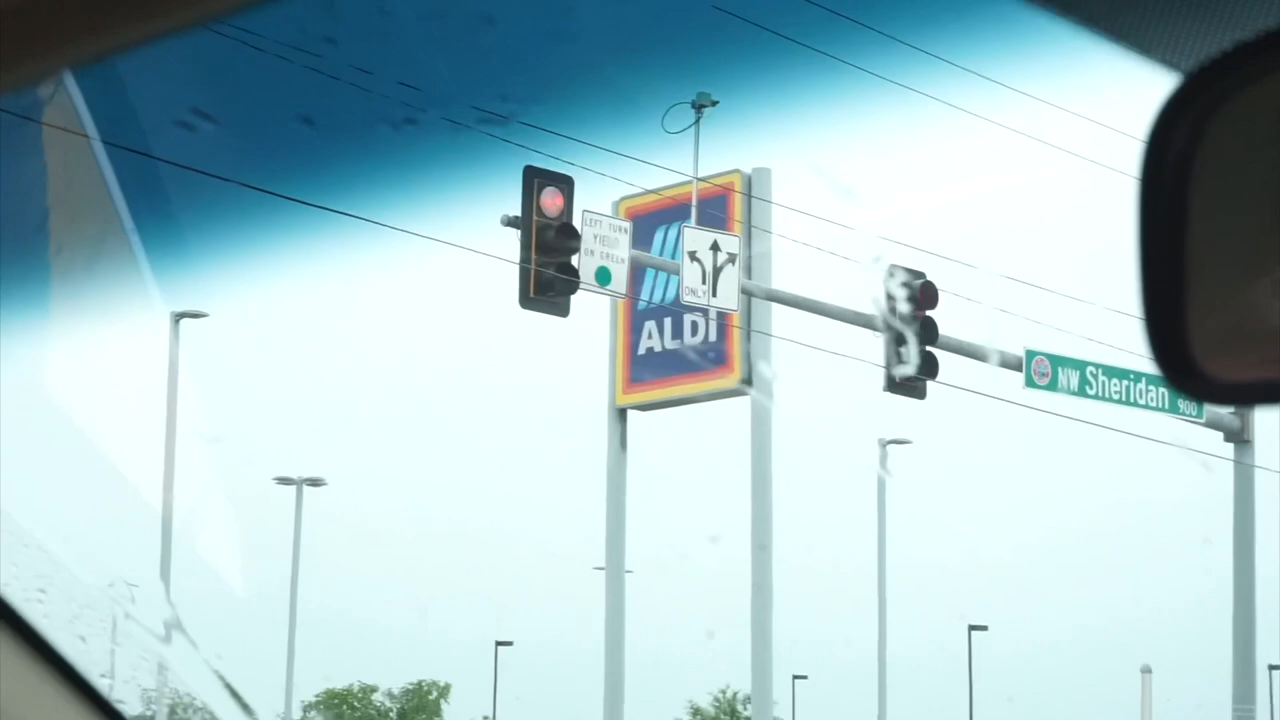 LEFT TURN
YIELD
ON GREEN
ONLY
ALDI
NW Sheridan 900